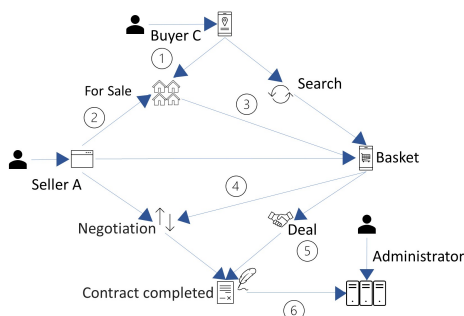 Buyer C
1
Search
For Sale
3
2
Basket
Seller A
4
Negotiation
Deal
5
Administrator
Contract completed
6